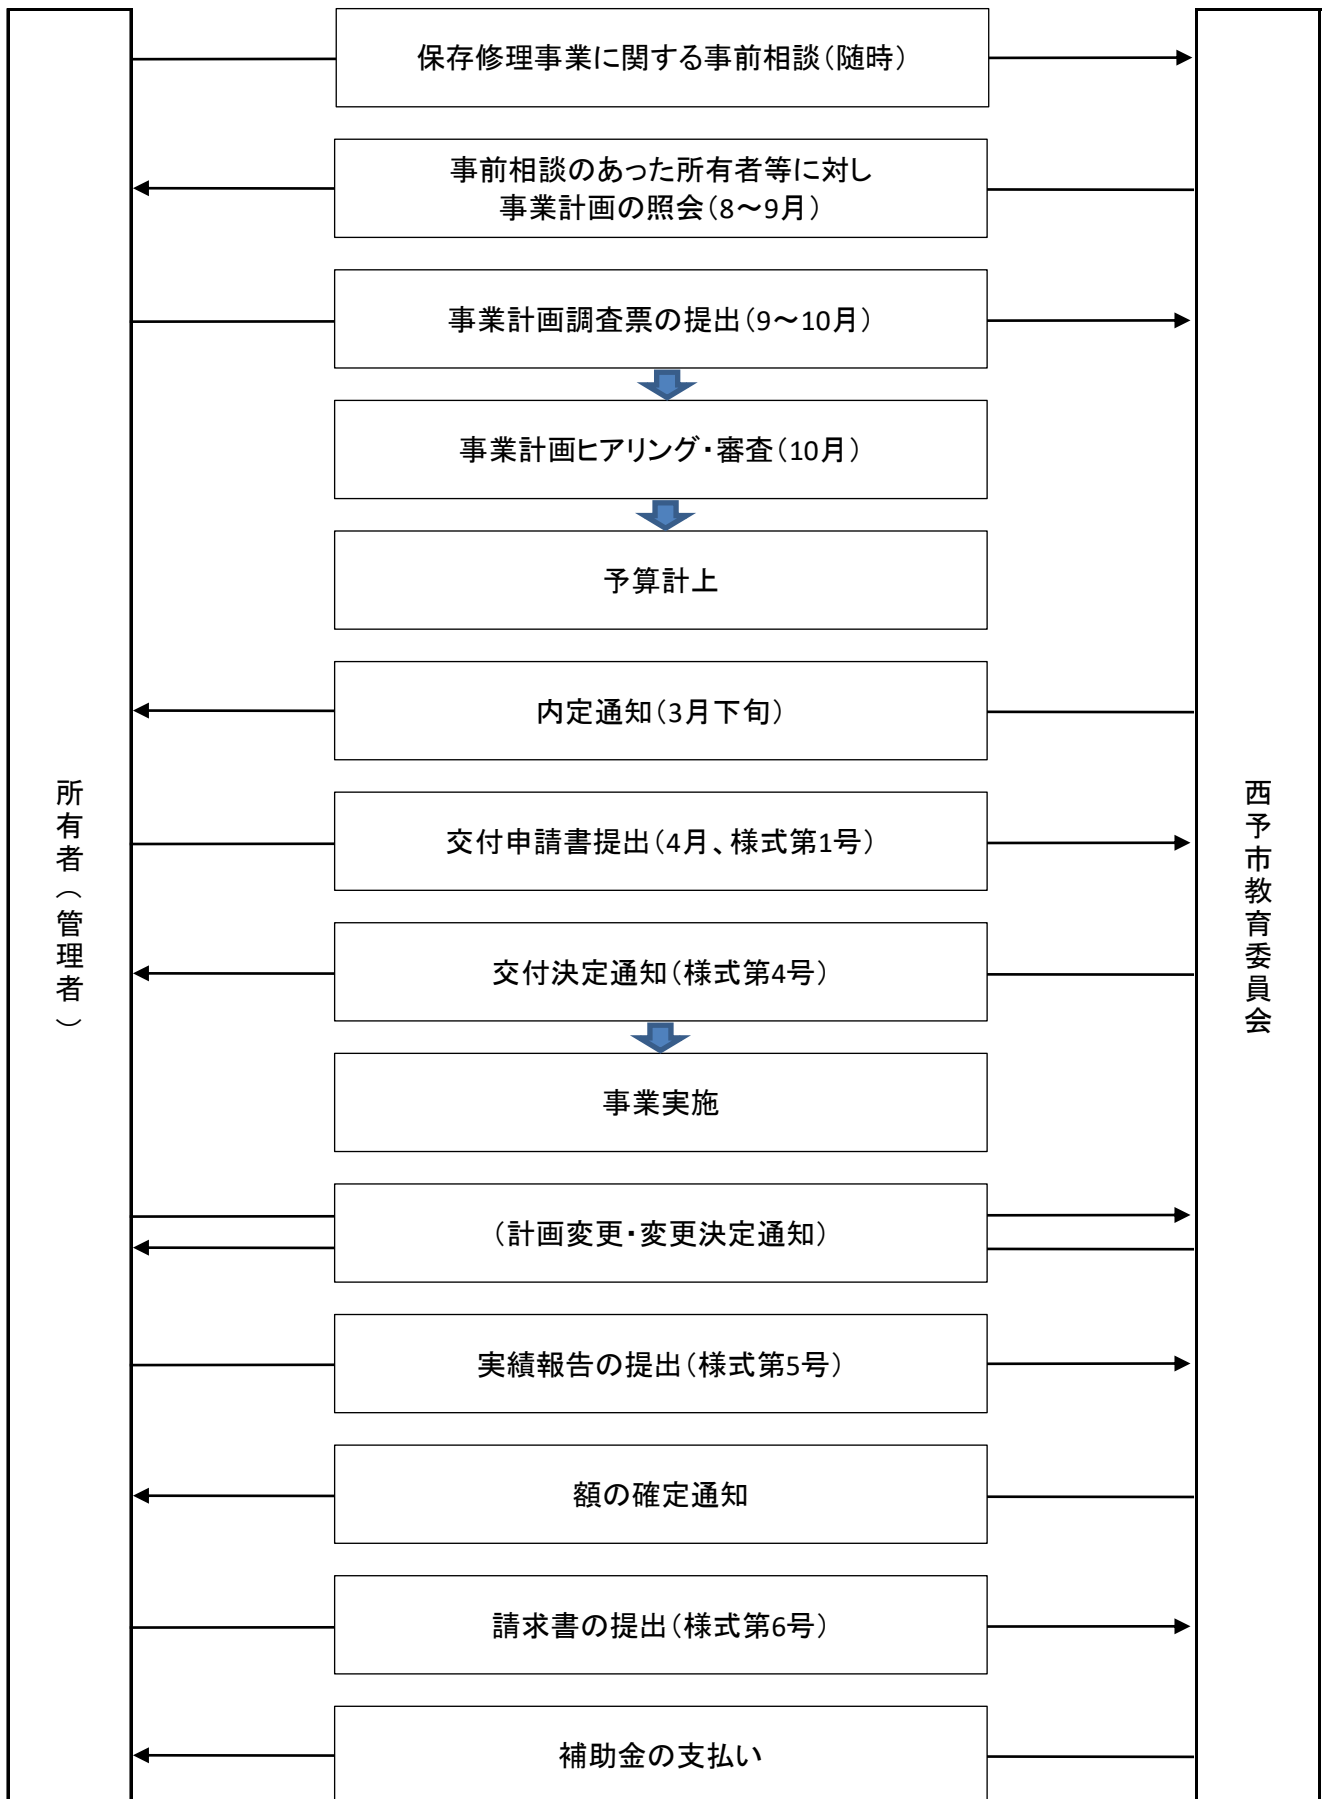 保存修理事業に関する事前相談（随時）
事前相談のあった所有者等に対し
事業計画の照会（8～9月）
事業計画調査票の提出（9～10月）
事業計画ヒアリング・審査（10月）
予算計上
内定通知（3月下旬）
交付申請書提出（4月、様式第1号）
交付決定通知（様式第4号）
事業実施
（計画変更・変更決定通知）
実績報告の提出（様式第5号）
額の確定通知
請求書の提出（様式第6号）
補助金の支払い
所有者（管理者）
西予市教育委員会